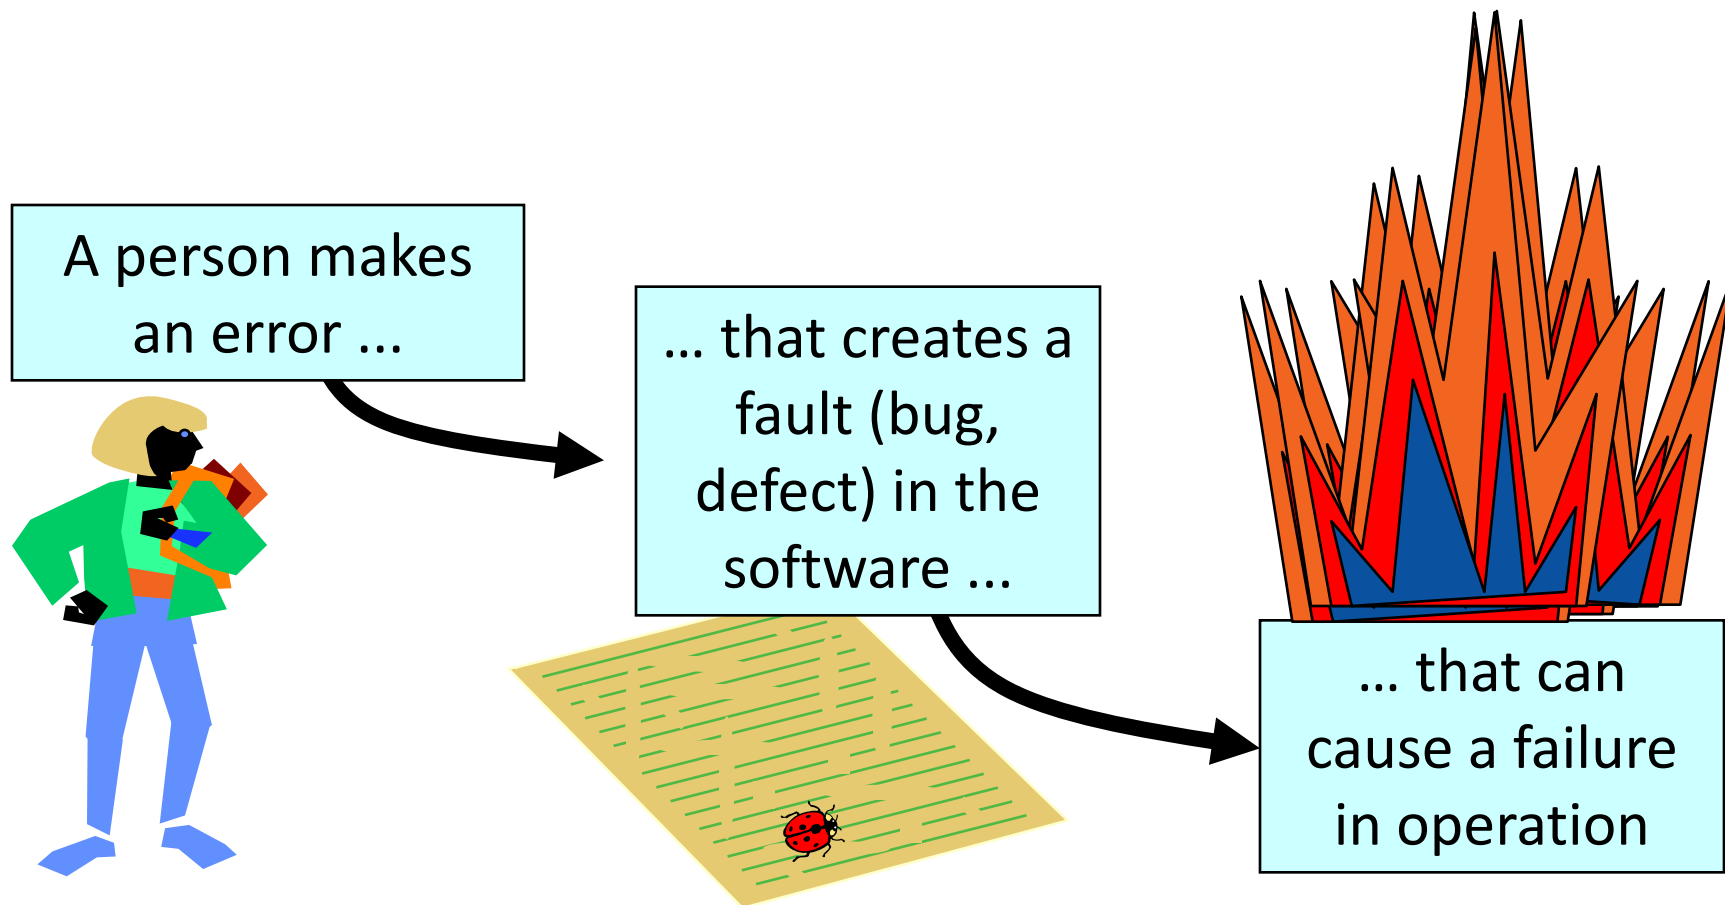 A person makes
an error ...
... that creates a
fault (bug,
defect) in the
software ...
... that can
cause a failure
in operation